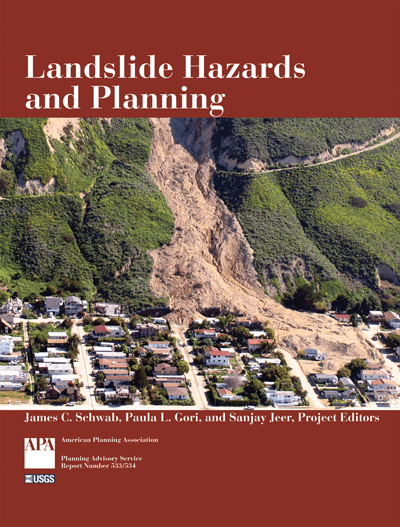 Landslide Hazards
and Planning
James C. Schwab, Paula L. Gori, and Sanjay Jeer, Project Editors
APA
American Planning Association
Planning Advisory Service
Report Number 533/534
USGS